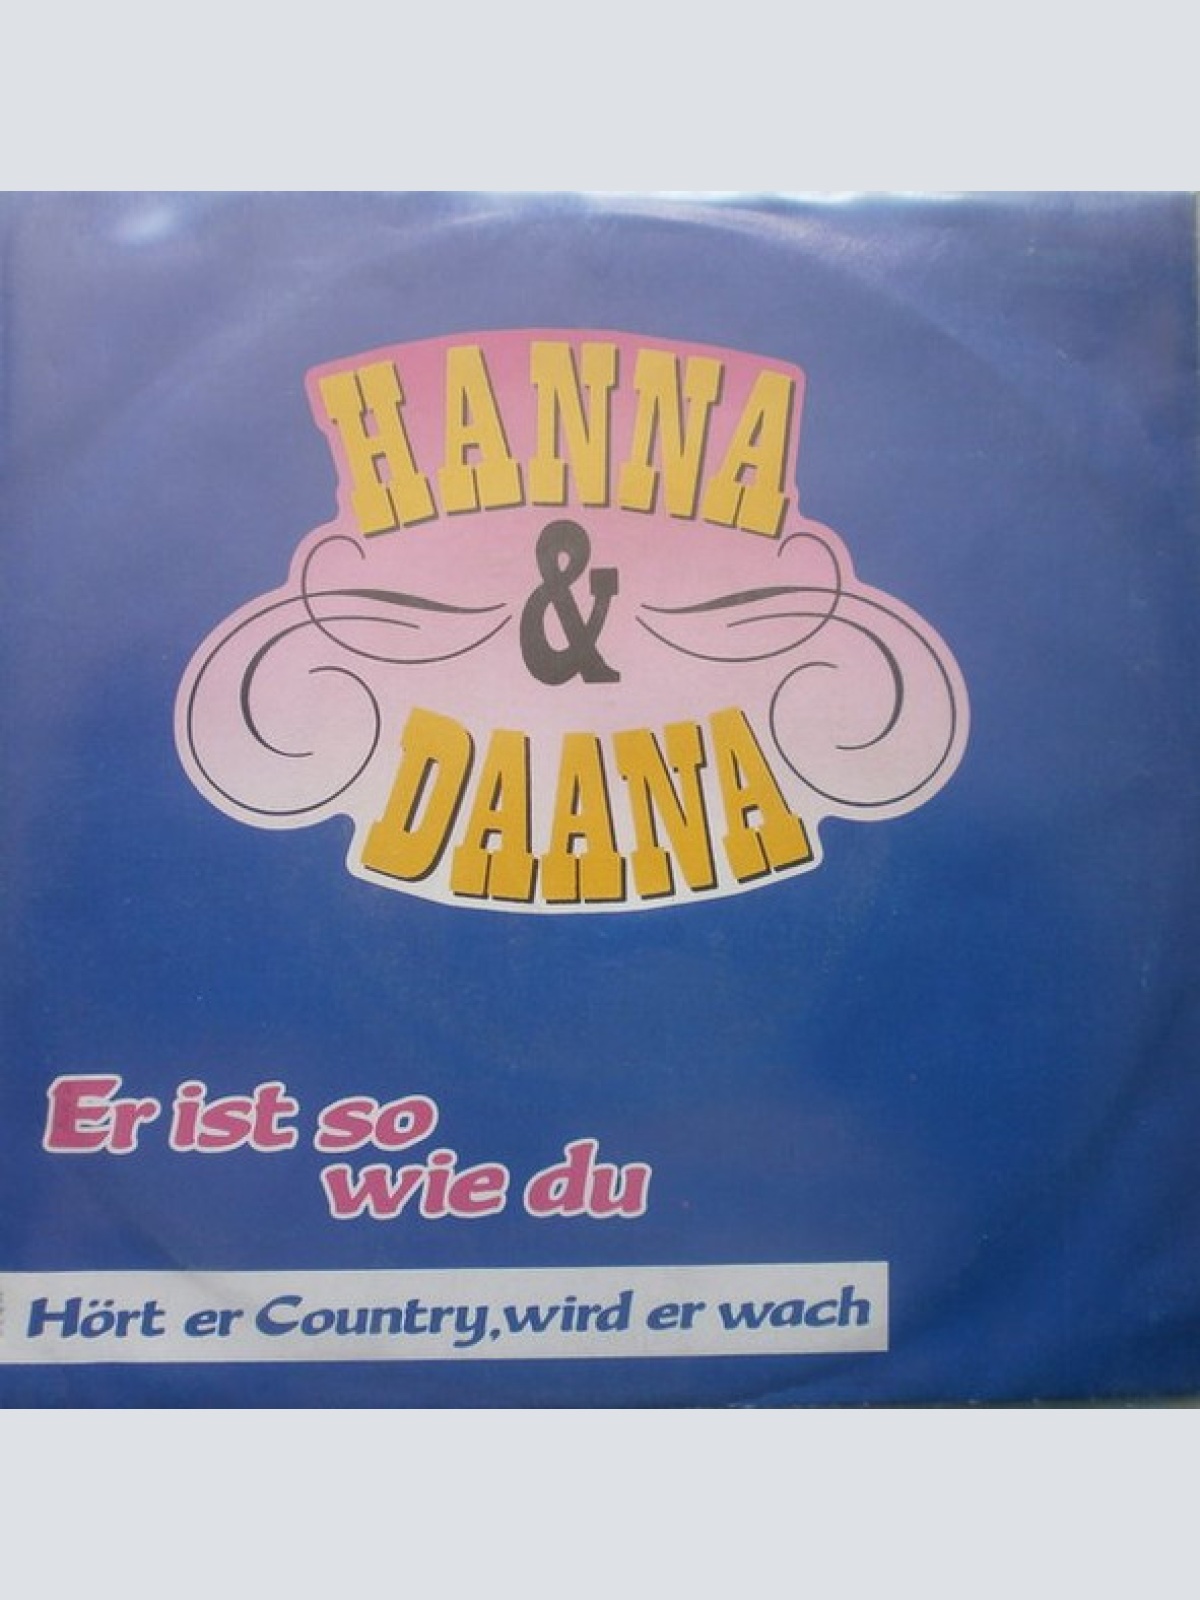 HANNA
&
DAANA
Er ist so
wie du
Hört er Country, wird er wach